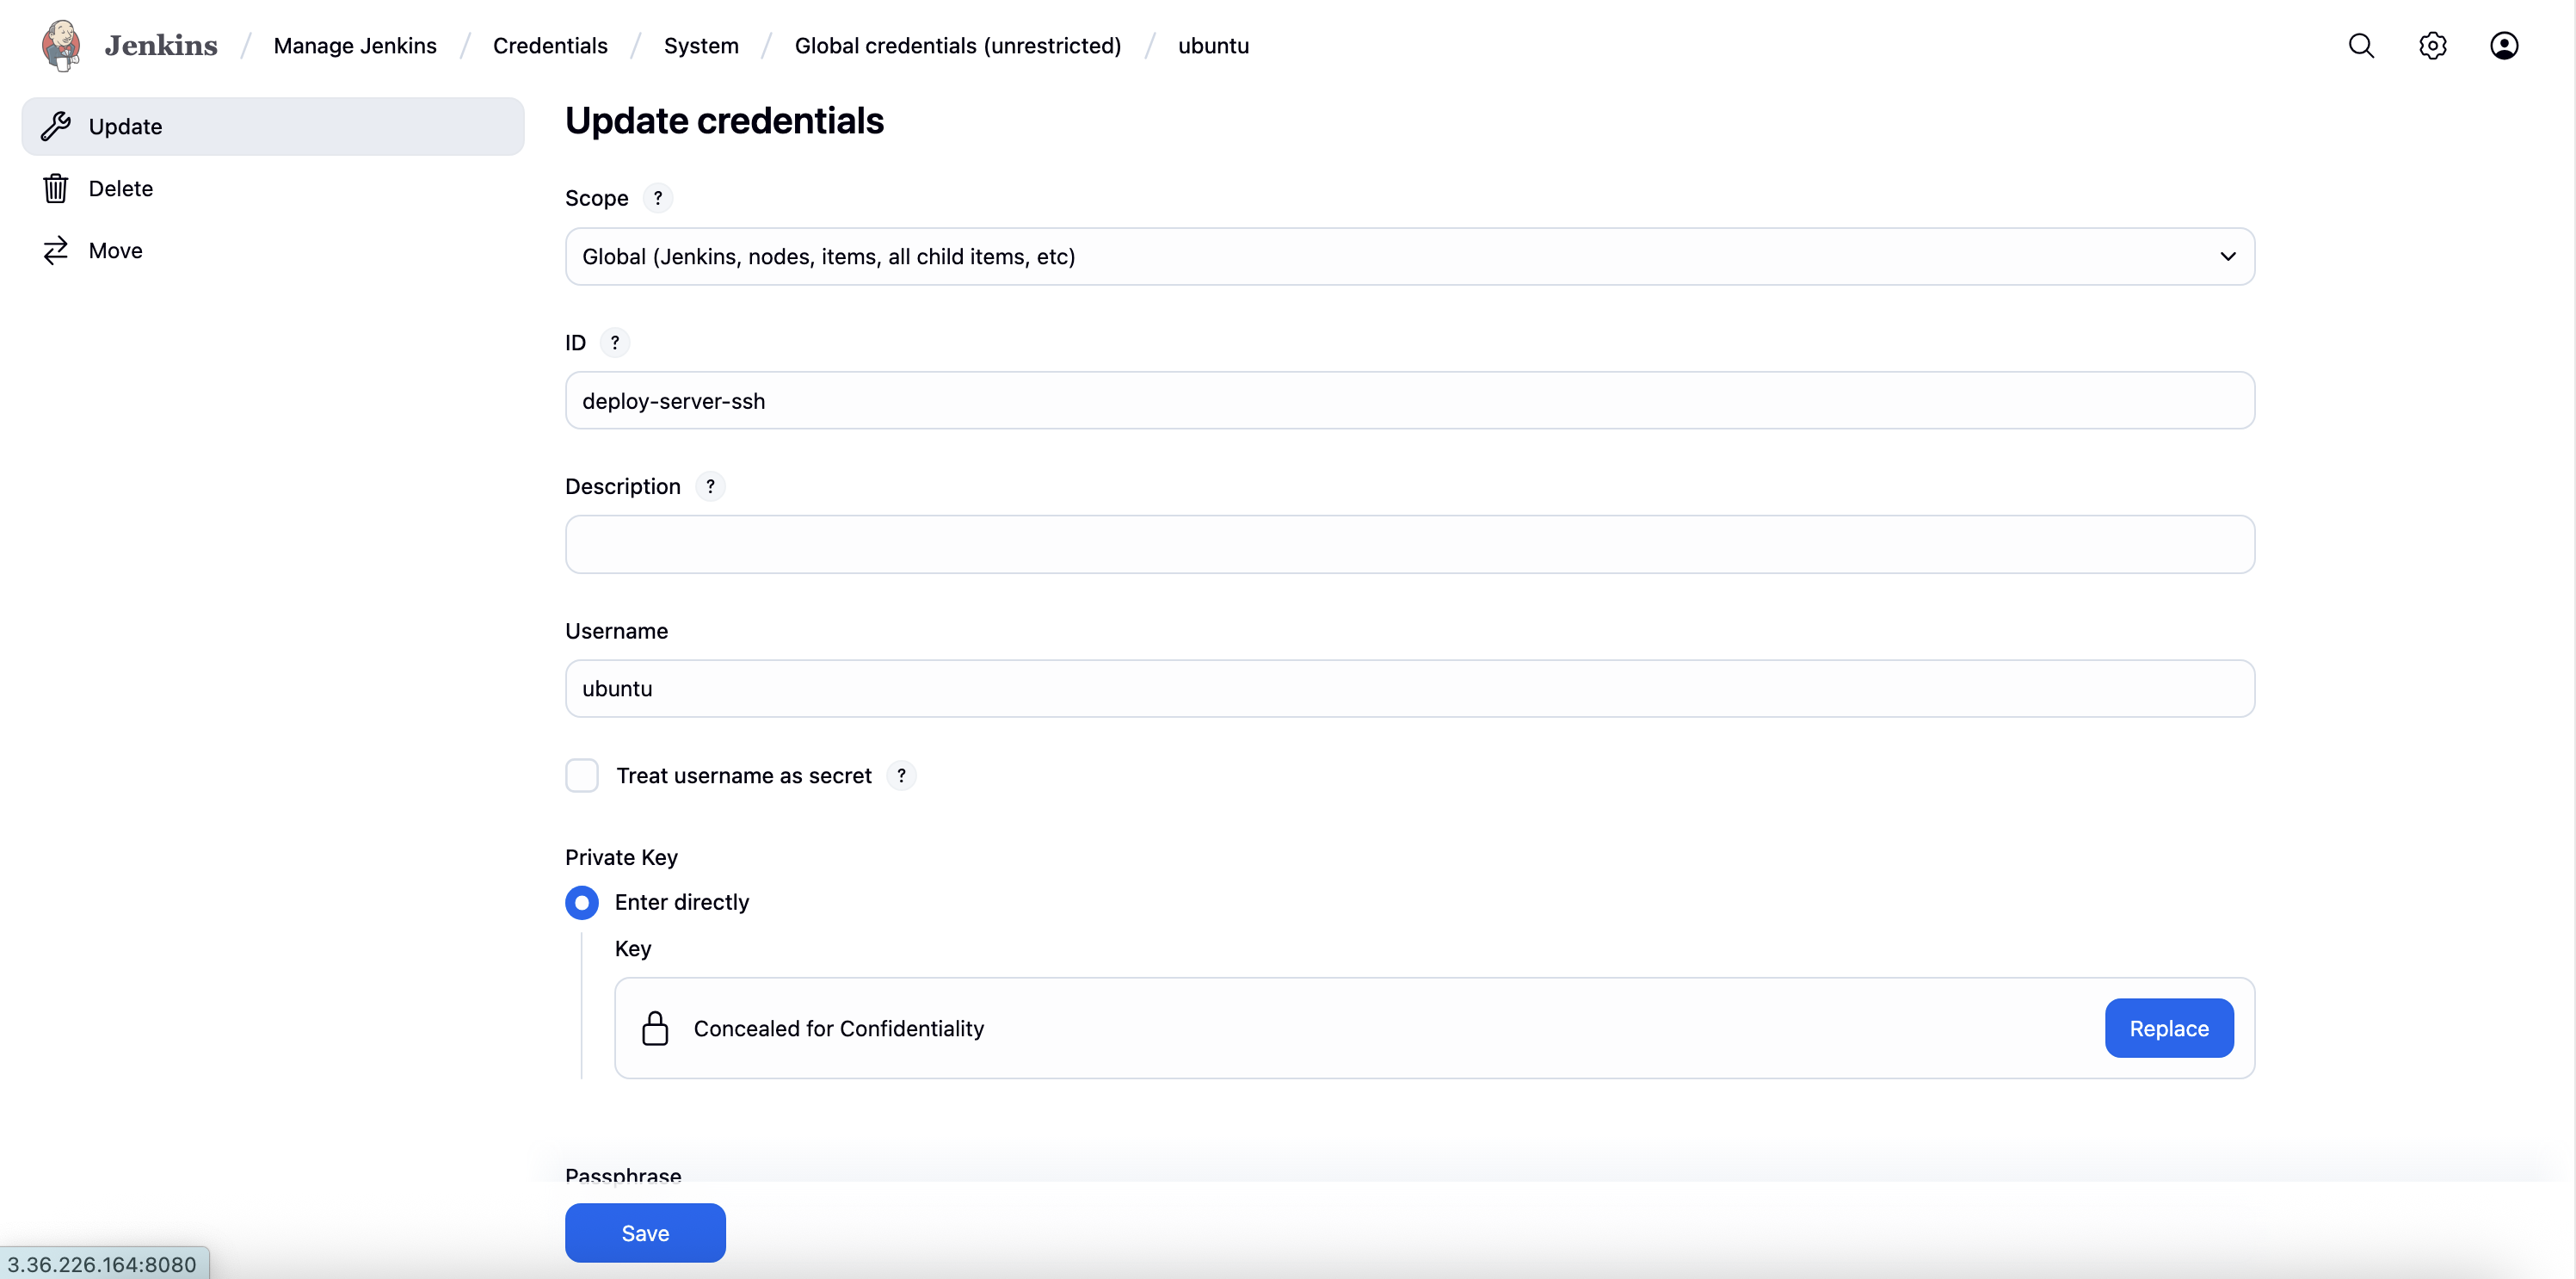 Jenkins / Manage Jenkins / Credentials / System / Global credentials (unrestricted) / ubuntu
Update
Delete
Move
Update credentials
Scope ?
Global (Jenkins, nodes, items, all child items, etc)
ID ?
deploy-server-ssh
Description ?
Username
ubuntu
Treat username as secret ?
Private Key
Enter directly
Key
Concealed for Confidentiality
Replace
Passphrase
Save
3.36.226.164:8080